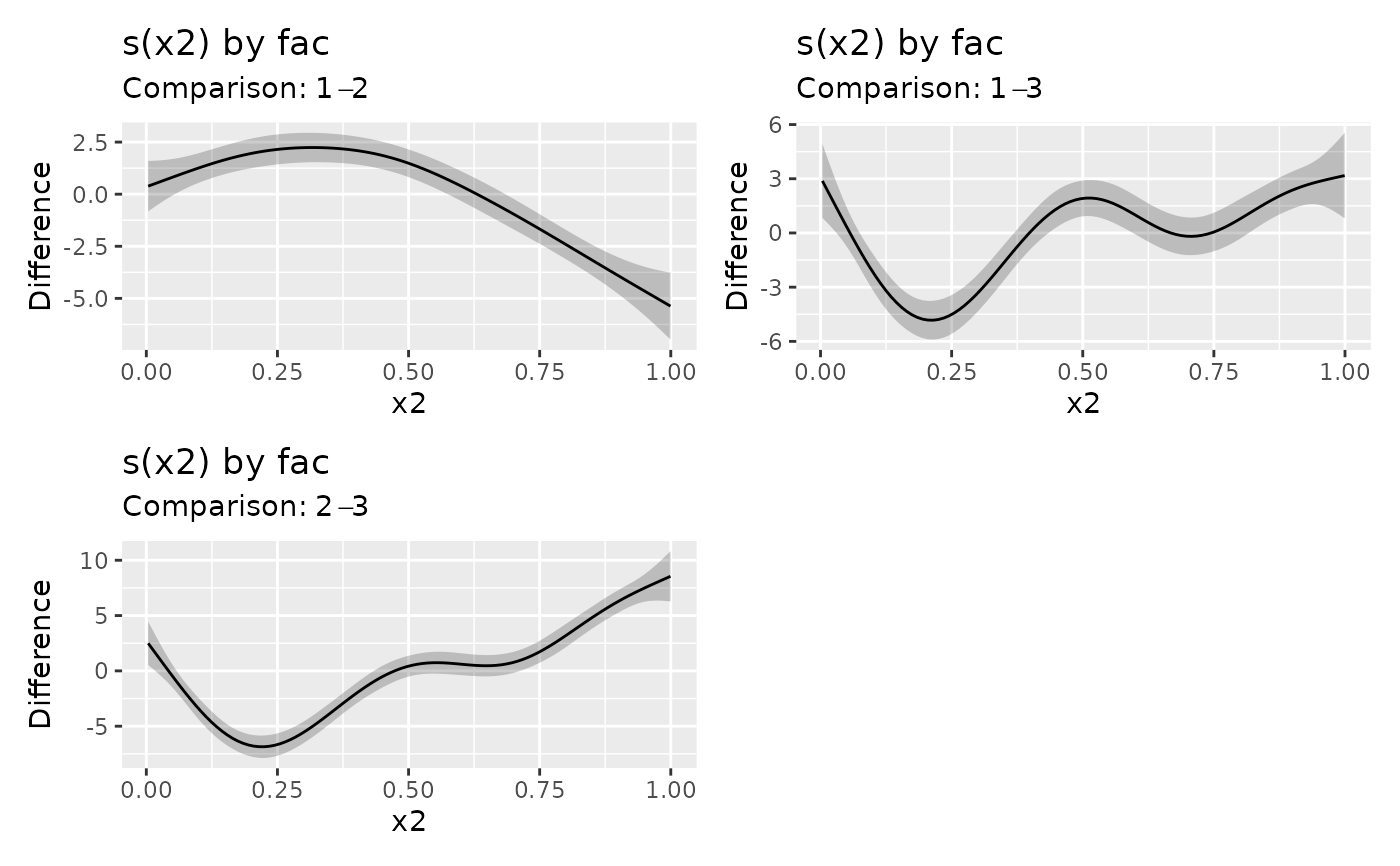 s(x2) by fac
Comparison: 1–2
Difference
2.5
0.0
-2.5
-5.0
0.00 0.25 0.50 0.75 1.00
x2
s(x2) by fac
Comparison: 1–3
Difference
6
3
0
-3
-6
0.00 0.25 0.50 0.75 1.00
x2
s(x2) by fac
Comparison: 2–3
Difference
10
5
0
-5
0.00 0.25 0.50 0.75 1.00
x2